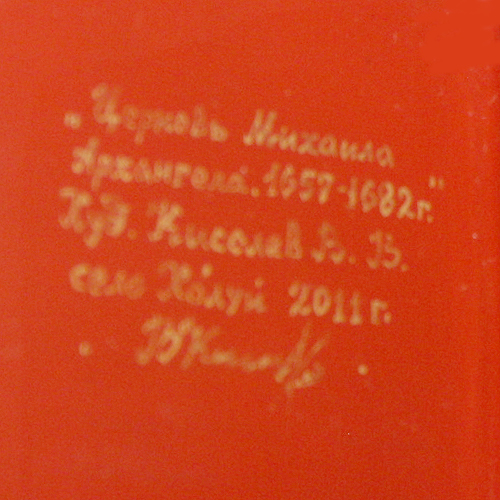 „Церковь Михаила
Архангела. 1657-1682г."
Худ. Киселев В. В.
село Холуй 2011 г.